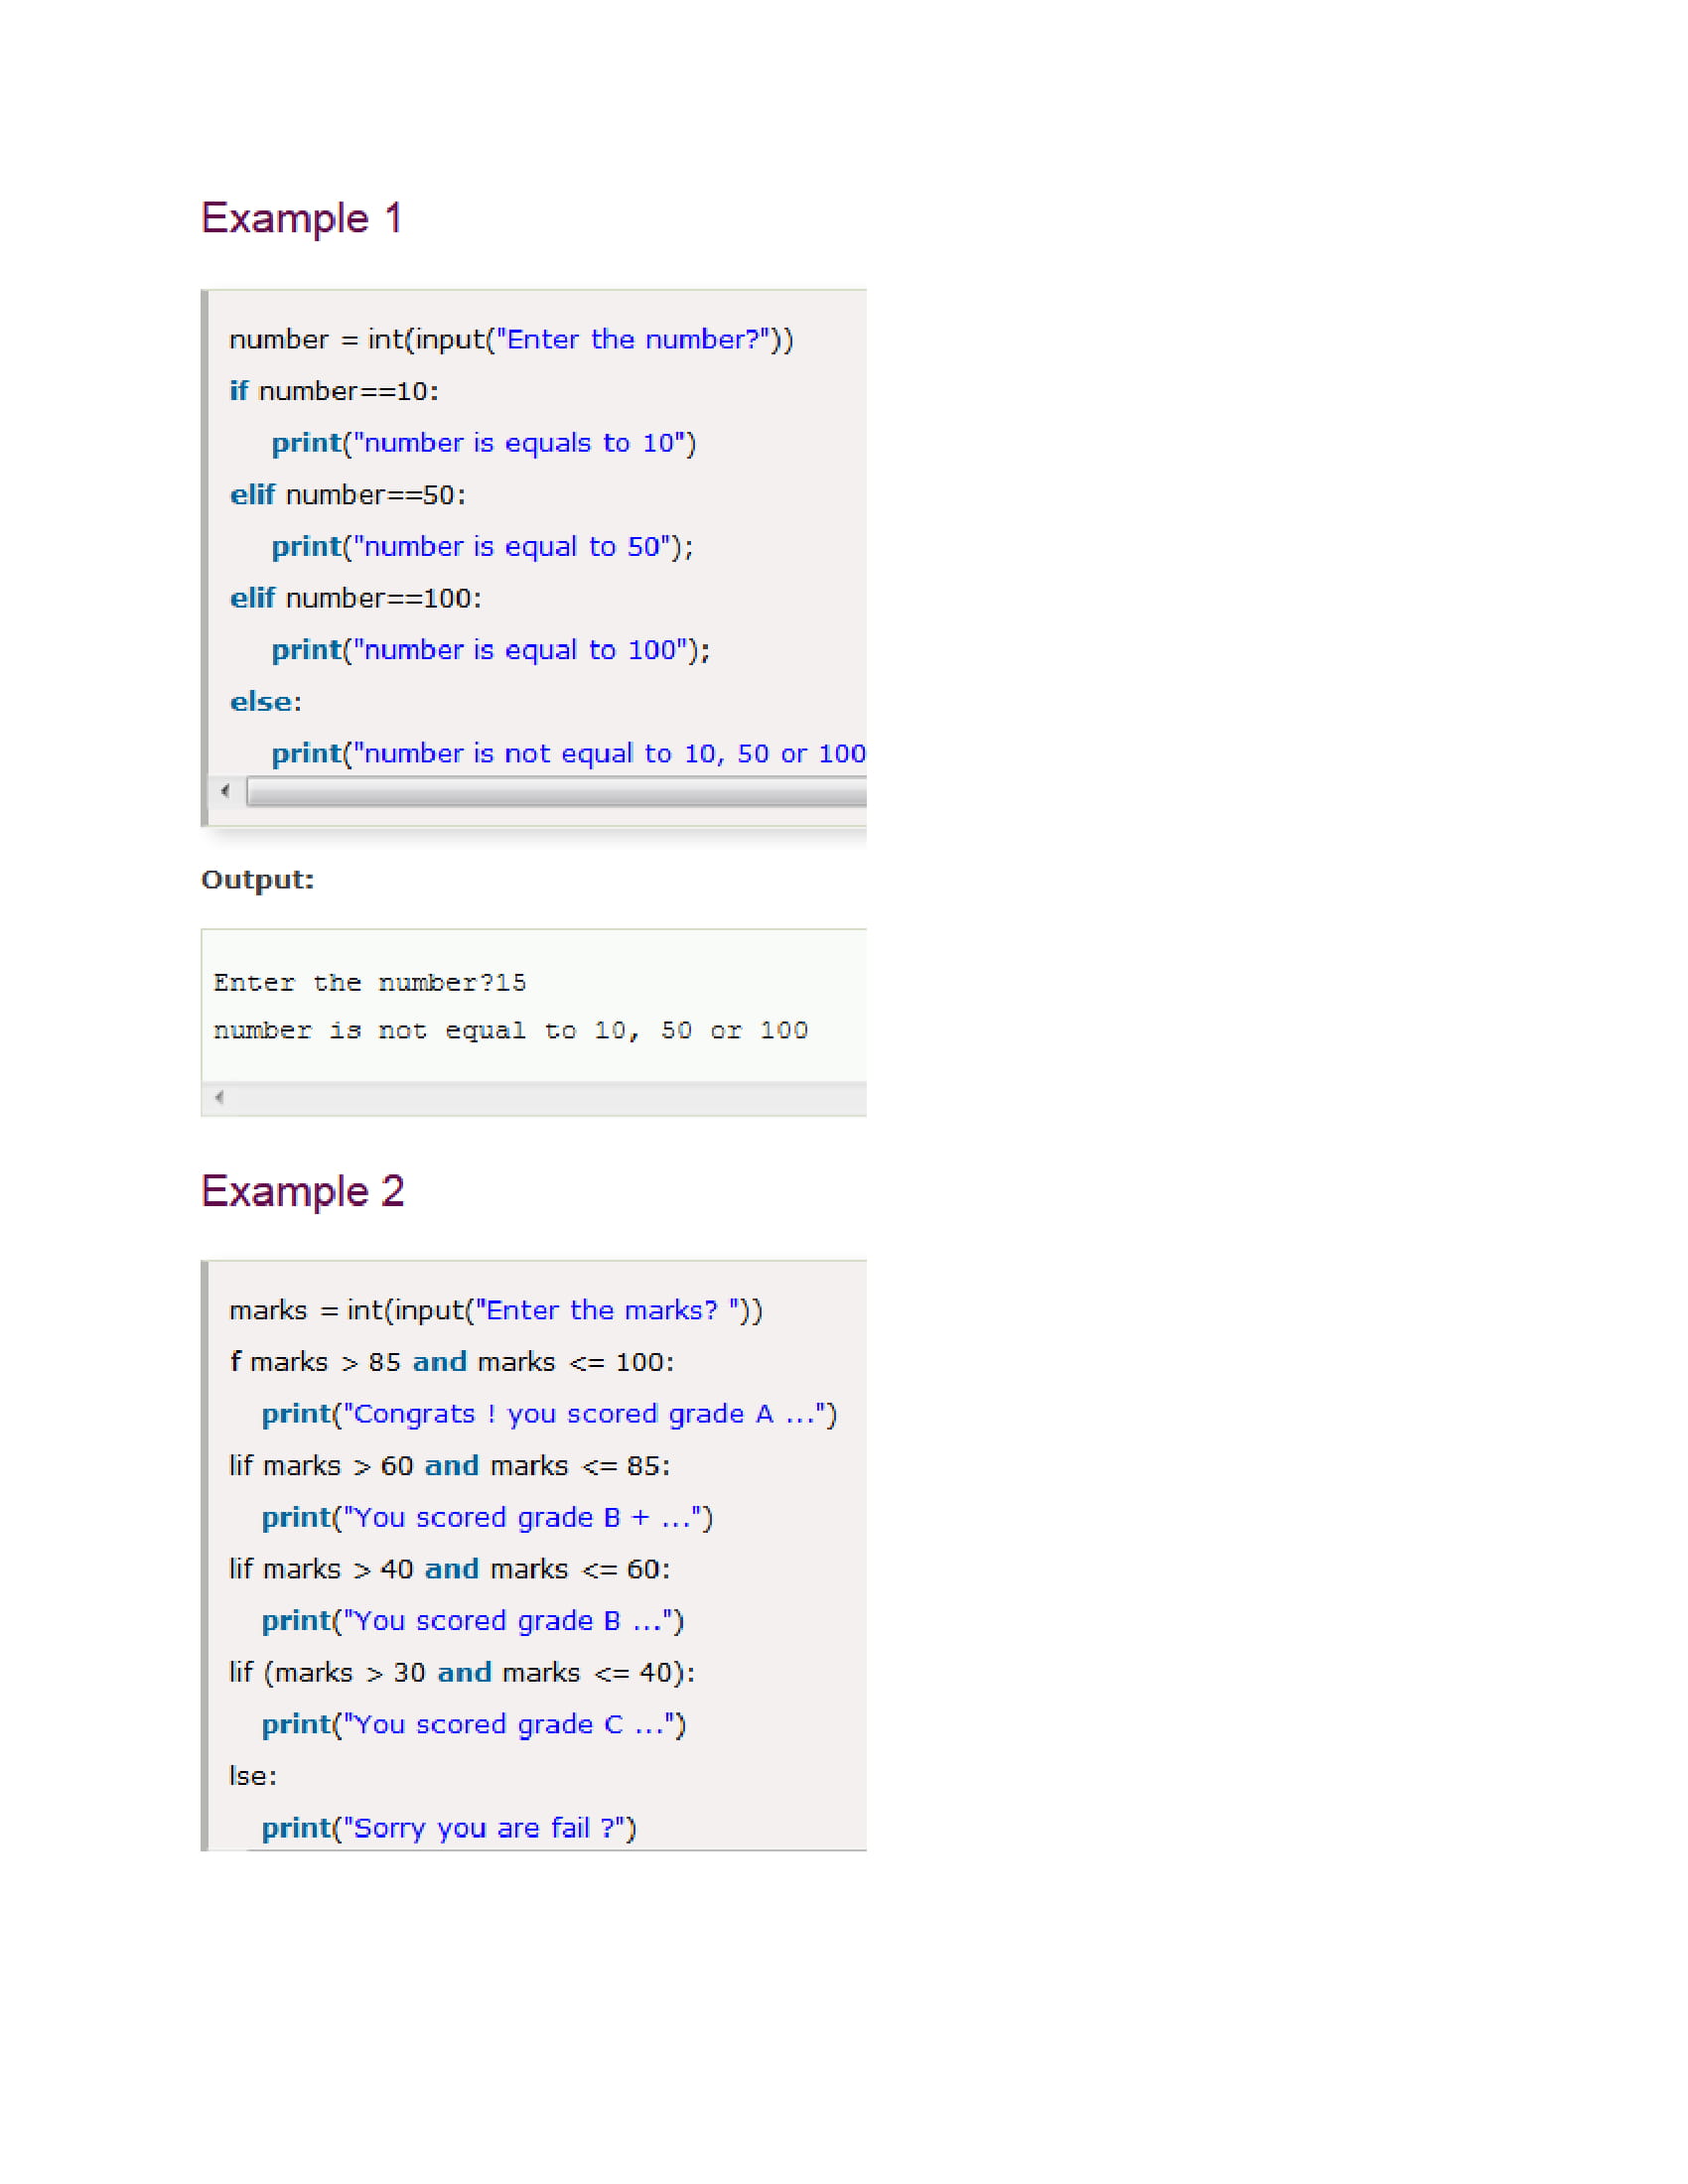 Example 1
number = int(input("Enter the number?"))
if number==10:
print("number is equals to 10")
elif number==50:
print("number is equal to 50");
elif number==100:
print("number is equal to 100");
else:
print("number is not equal to 10, 50 or 100
Output:
Enter the number?15
number is not equal to 10, 50 or 100
Example 2
marks = int(input("Enter the marks? "))
f marks > 85 and marks <= 100:
print("Congrats ! you scored grade A ...")
lif marks > 60 and marks <= 85:
print("You scored grade B + ...")
lif marks > 40 and marks <= 60:
print("You scored grade B ...")
lif (marks > 30 and marks <= 40):
print("You scored grade C ...")
lse:
print("Sorry you are fail ?")